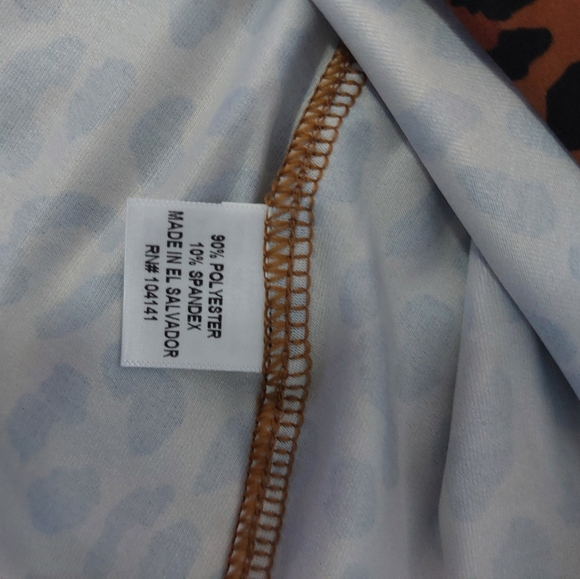 90% POLYESTER
10% SPANDEX
MADE IN EL SALVADOR
RN# 104141